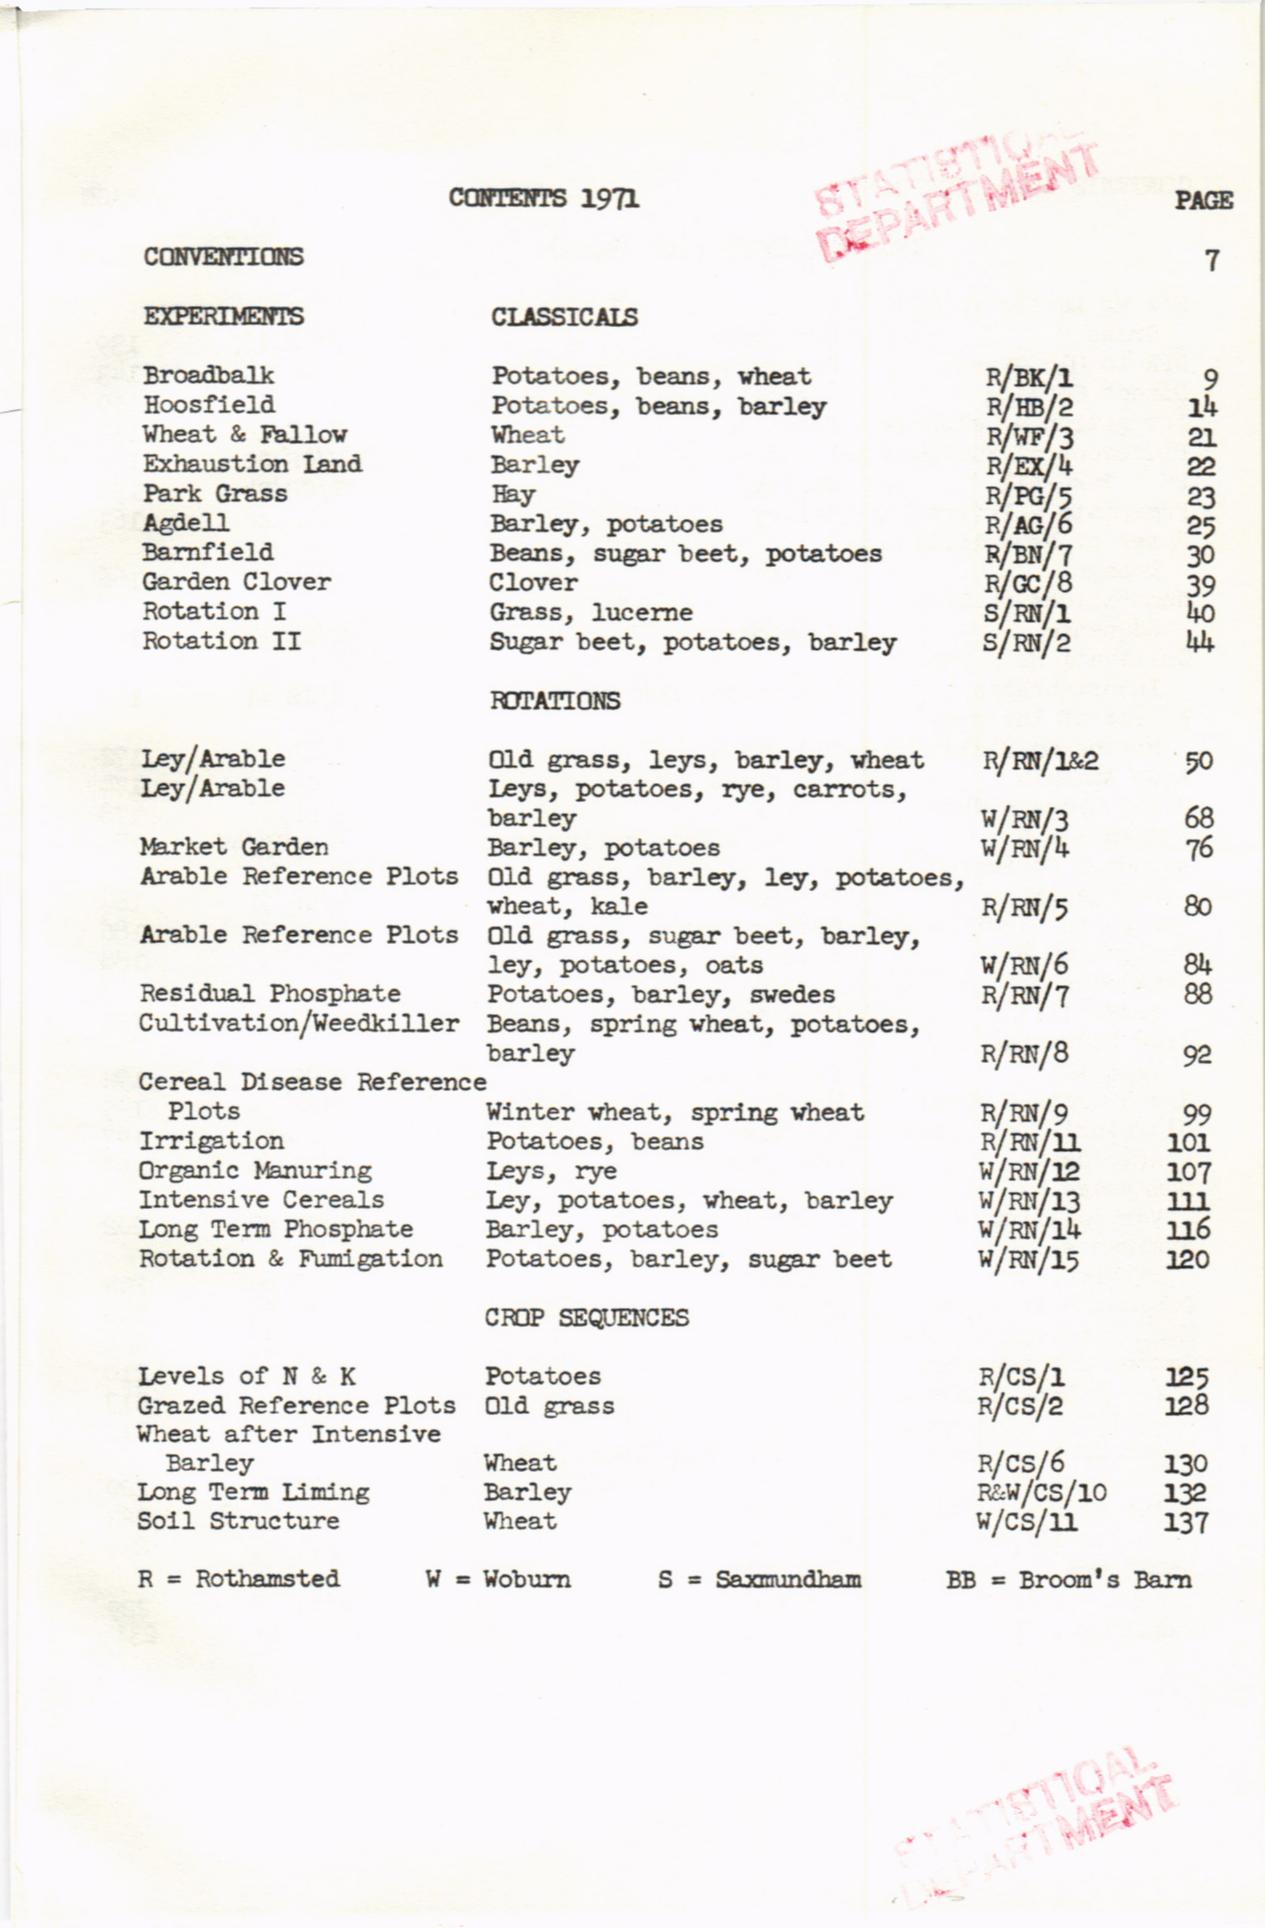 STATISTICAL
DEPARTMENT
CONTENTS 1971 PAGE
CONVENTIONS 7
EXPERIMENTS CLASSICALS
Broadbalk Potatoes, beans, wheat R/BK/1 9
Hoosfield Potatoes, beans, barley R/HB/2 14
Wheat & Fallow Wheat R/WF/3 21
Exhaustion Land Barley R/EX/4 22
Park Grass Hay R/PG/5 23
Agdell Barley, potatoes R/AG/6 25
Barnfield Beans, sugar beet, potatoes R/BN/7 30
Garden Clover Clover R/GC/8 39
Rotation I Grass, lucerne S/RN/1 40
Rotation II Sugar beet, potatoes, barley S/RN/2 44
ROTATIONS
Ley/Arable Old grass, leys, barley, wheat R/RN/1&2 50
Ley/Arable Leys, potatoes, rye, carrots,
barley W/RN/3 68
Market Garden Barley, potatoes W/RN/4 76
Arable Reference Plots Old grass, barley, ley, potatoes,
wheat, kale R/RN/5 80
Arable Reference Plots Old grass, sugar beet, barley,
ley, potatoes, oats W/RN/6 84
Residual Phosphate Potatoes, barley, swedes R/RN/7 88
Cultivation/Weedkiller Beans, spring wheat, potatoes,
barley R/RN/8 92
Cereal Disease Reference
Plots Winter wheat, spring wheat R/RN/9 99
Irrigation Potatoes, beans R/RN/11 101
Organic Manuring Leys, rye W/RN/12 107
Intensive Cereals Ley, potatoes, wheat, barley W/RN/13 111
Long Term Phosphate Barley, potatoes W/RN/14 116
Rotation & Fumigation Potatoes, barley, sugar beet W/RN/15 120
CROP SEQUENCES
Levels of N & K Potatoes R/CS/1 125
Grazed Reference Plots Old grass R/CS/2 128
Wheat after Intensive
Barley Wheat R/CS/6 130
Long Term Liming Barley R&W/CS/10 132
Soil Structure Wheat W/CS/11 137
R = Rothamsted W = Woburn S = Saxmundham BB = Broom's Barn
STATISTICAL
DEPARTMENT